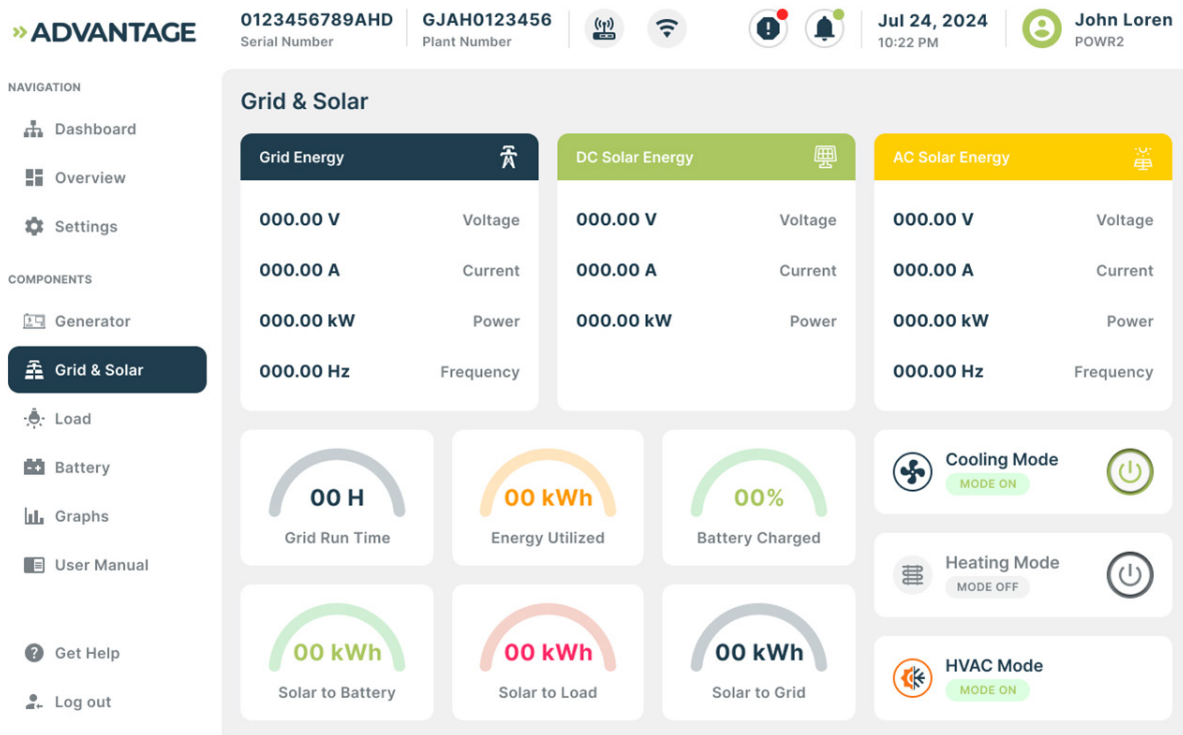 ADVANTAGE
0123456789AHD
Serial Number
GJAH0123456
Plant Number
Jul 24, 2024
10:22 PM
John Loren
POWR2
NAVIGATION
Dashboard
Overview
Settings
COMPONENTS
Generator
Grid & Solar
Load
Battery
Graphs
User Manual
Get Help
Log out
Grid & Solar
Grid Energy
000.00 V Voltage
000.00 A Current
000.00 kW Power
000.00 Hz Frequency
DC Solar Energy
000.00 V Voltage
000.00 A Current
000.00 kW Power
AC Solar Energy
000.00 V Voltage
000.00 A Current
000.00 kW Power
000.00 Hz Frequency
00 H
Grid Run Time
00 kWh
Energy Utilized
00%
Battery Charged
00 kWh
Solar to Battery
00 kWh
Solar to Load
00 kWh
Solar to Grid
Cooling Mode
MODE ON
Heating Mode
MODE OFF
HVAC Mode
MODE ON